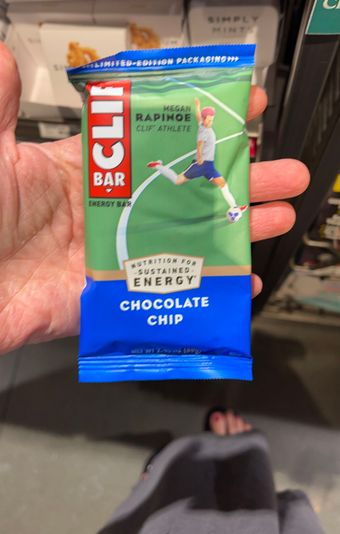 SIMPLY
MINTS
LIMITED-EDITION PACKAGING>>>
CLIF
BAR
ENERGY BAR
MEGAN
RAPINOE
CLIF® ATHLETE
NUTRITION FOR
SUSTAINED
ENERGY
CHOCOLATE
CHIP